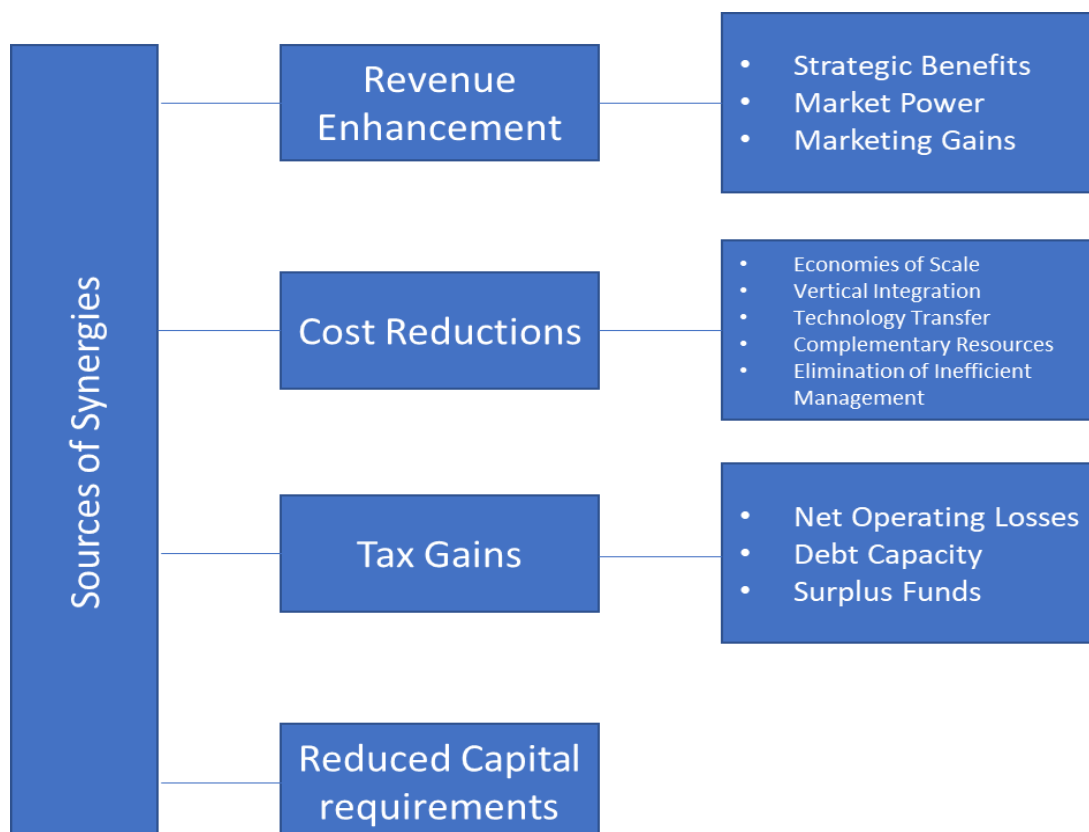 Sources of Synergies
Revenue
Enhancement
• Strategic Benefits
• Market Power
• Marketing Gains
Cost Reductions
• Economies of Scale
• Vertical Integration
• Technology Transfer
• Complementary Resources
• Elimination of Inefficient
Management
Tax Gains
• Net Operating Losses
• Debt Capacity
• Surplus Funds
Reduced Capital
requirements